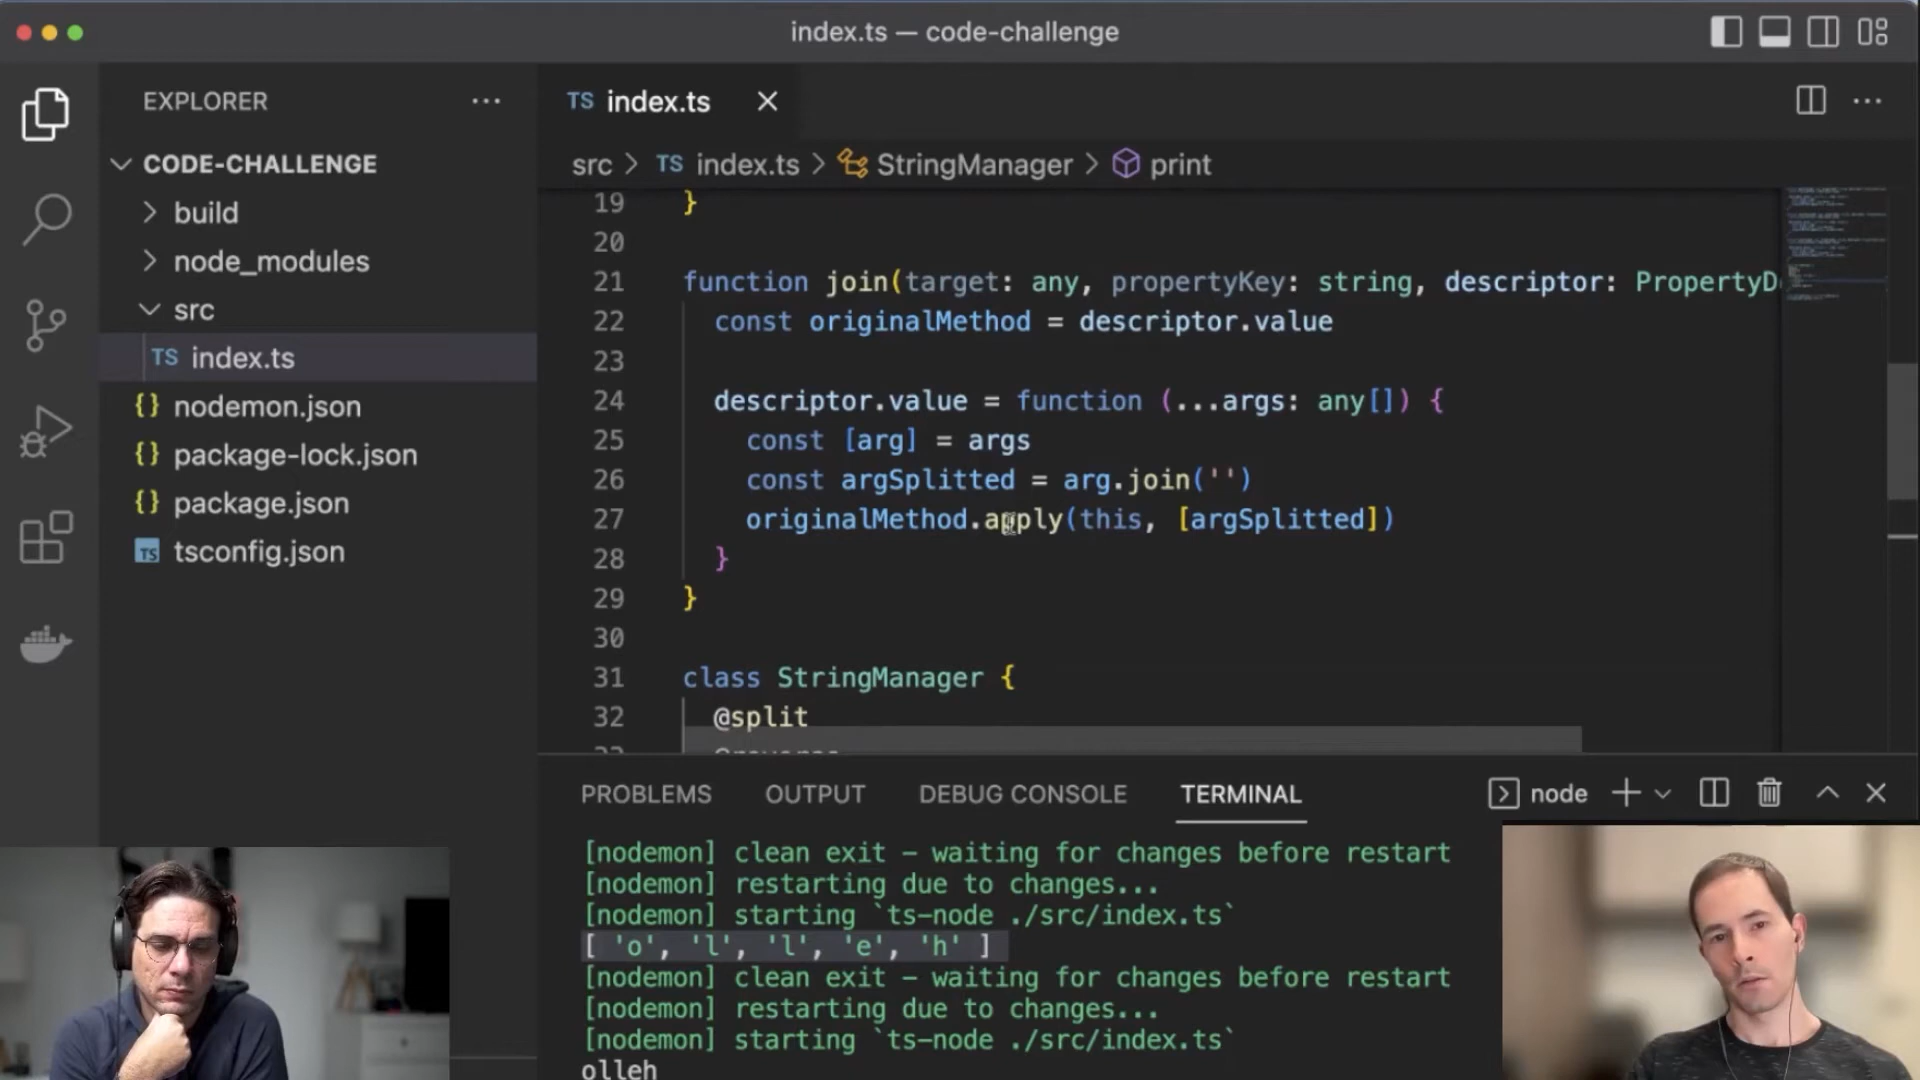 index.ts — code-challenge
EXPLORER
TS index.ts
CODE-CHALLENGE
src > TS index.ts > StringManager > print
build
node_modules
src
TS index.ts
{} nodemon.json
{} package-lock.json
{} package.json
TS tsconfig.json
19 }
20
21 function join(target: any, propertyKey: string, descriptor: PropertyD
22 const originalMethod = descriptor.value
23
24 descriptor.value = function (...args: any[]) {
25 const [arg] = args
26 const argSplitted = arg.join('')
27 originalMethod.apply(this, [argSplitted])
28 }
29 }
30
31 class StringManager {
32 @split
PROBLEMS OUTPUT DEBUG CONSOLE TERMINAL node
[nodemon] clean exit – waiting for changes before restart
[nodemon] restarting due to changes...
[nodemon] starting `ts-node ./src/index.ts`
[ 'o', 'l', 'l', 'e', 'h' ]
[nodemon] clean exit – waiting for changes before restart
[nodemon] restarting due to changes...
[nodemon] starting `ts-node ./src/index.ts`
olleh